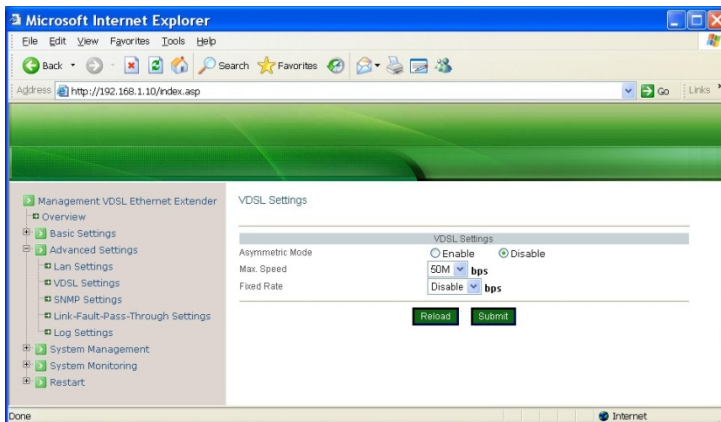 Microsoft Internet Explorer
File Edit View Favorites Tools Help
Back Search Favorites
Address http://192.168.1.10/index.asp Go Links
Management VDSL Ethernet Extender
Overview
Basic Settings
Advanced Settings
Lan Settings
VDSL Settings
SNMP Settings
Link-Fault-Pass-Through Settings
Log Settings
System Management
System Monitoring
Restart
VDSL Settings
VDSL Settings
Asymmetric Mode Enable Disable
Max. Speed 50M bps
Fixed Rate Disable bps
Reload Submit
Done Internet